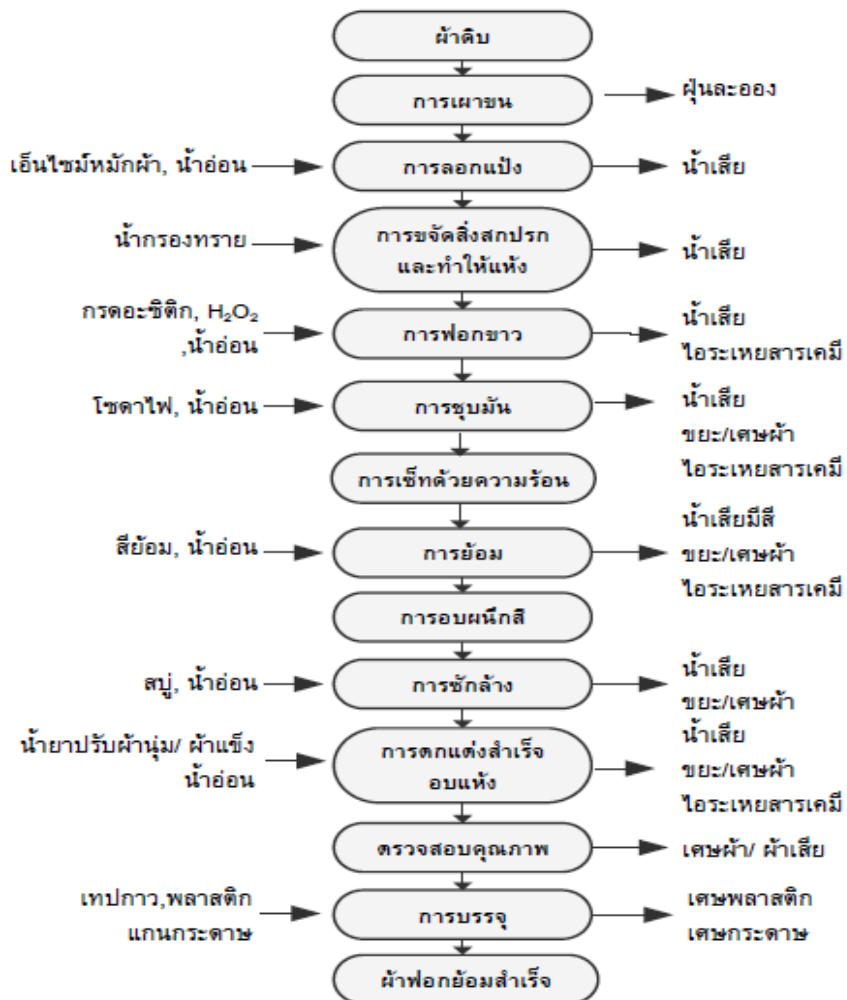 ผ้าดิบ
การเผาขน
ฝุ่นละออง
เอ็นไซม์หมักผ้า, น้ำอ่อน
การลอกแป้ง
น้ำเสีย
น้ำกรองทราย
การขจัดสิ่งสกปรก
และทำให้แห้ง
น้ำเสีย
กรดอะซิติก, H₂O₂
,น้ำอ่อน
การฟอกขาว
น้ำเสีย
ไอระเหยสารเคมี
โซดาไฟ, น้ำอ่อน
การชุบมัน
น้ำเสีย
ขยะ/เศษผ้า
ไอระเหยสารเคมี
การเซ็ทด้วยความร้อน
สีย้อม, น้ำอ่อน
การย้อม
น้ำเสียมีสี
ขยะ/เศษผ้า
ไอระเหยสารเคมี
การอบผนึกสี
สบู่, น้ำอ่อน
การซักล้าง
น้ำเสีย
ขยะ/เศษผ้า
น้ำยาปรับผ้านุ่ม/ ผ้าแข็ง
น้ำอ่อน
การตกแต่งสำเร็จ
อบแห้ง
น้ำเสีย
ขยะ/เศษผ้า
ไอระเหยสารเคมี
ตรวจสอบคุณภาพ
เศษผ้า/ ผ้าเสีย
เทปกาว,พลาสติก
แกนกระดาษ
การบรรจุ
เศษพลาสติก
เศษกระดาษ
ผ้าฟอกย้อมสำเร็จ